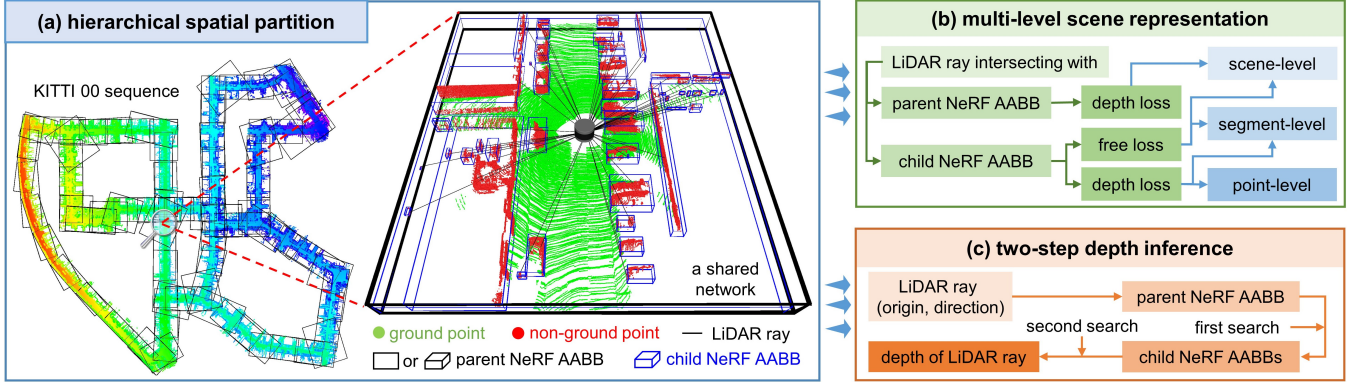 (a) hierarchical spatial partition
KITTI 00 sequence
a shared
network
ground point
non-ground point
LiDAR ray
or
parent NeRF AABB
child NeRF AABB
(b) multi-level scene representation
LiDAR ray intersecting with
scene-level
parent NeRF AABB
depth loss
segment-level
free loss
child NeRF AABB
depth loss
point-level
(c) two-step depth inference
LiDAR ray
(origin, direction)
parent NeRF AABB
second search
first search
depth of LiDAR ray
child NeRF AABBs